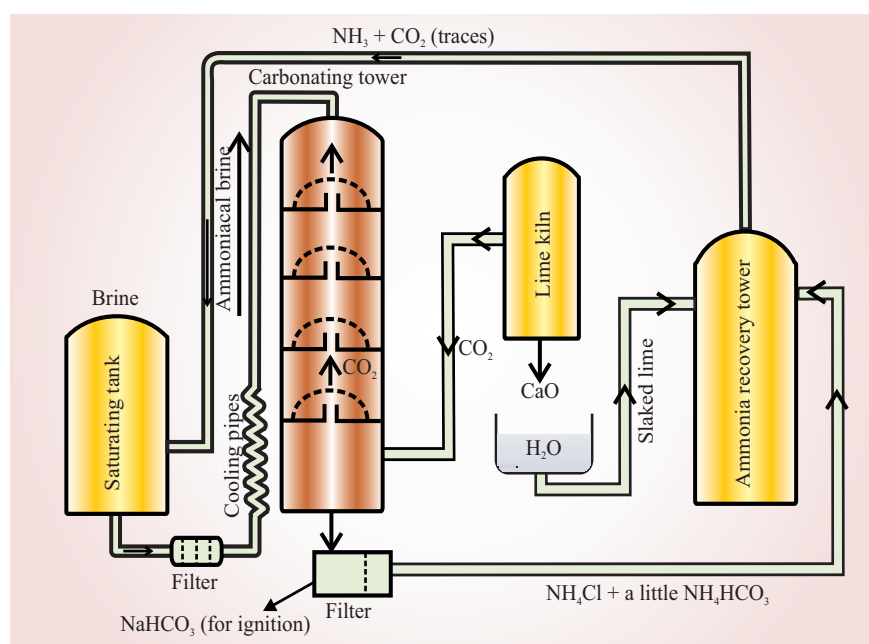 NH₃ + CO₂ (traces)
Carbonating tower
Ammoniacal brine
Brine
Saturating tank
Cooling pipes
Filter
CO₂
Lime kiln
CO₂
CaO
H₂O
Slaked lime
Ammonia recovery tower
NaHCO₃ (for ignition)
Filter
NH₄Cl + a little NH₄HCO₃